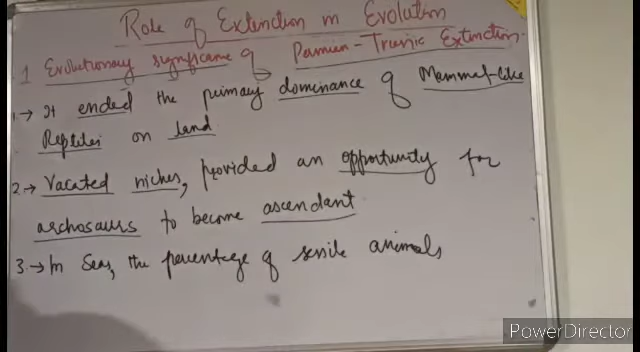 Role of Extinction in Evolution
1 Evolutionary significane of Permian-Triassic Extinction
1.→ It ended the primary dominance of Mammal-like
Reptiles on land
2.→ Vacated niches, provided an opportunity for
archosaurs to become ascendant
3.→ In Seas, the percentage of sessile animals
PowerDirector